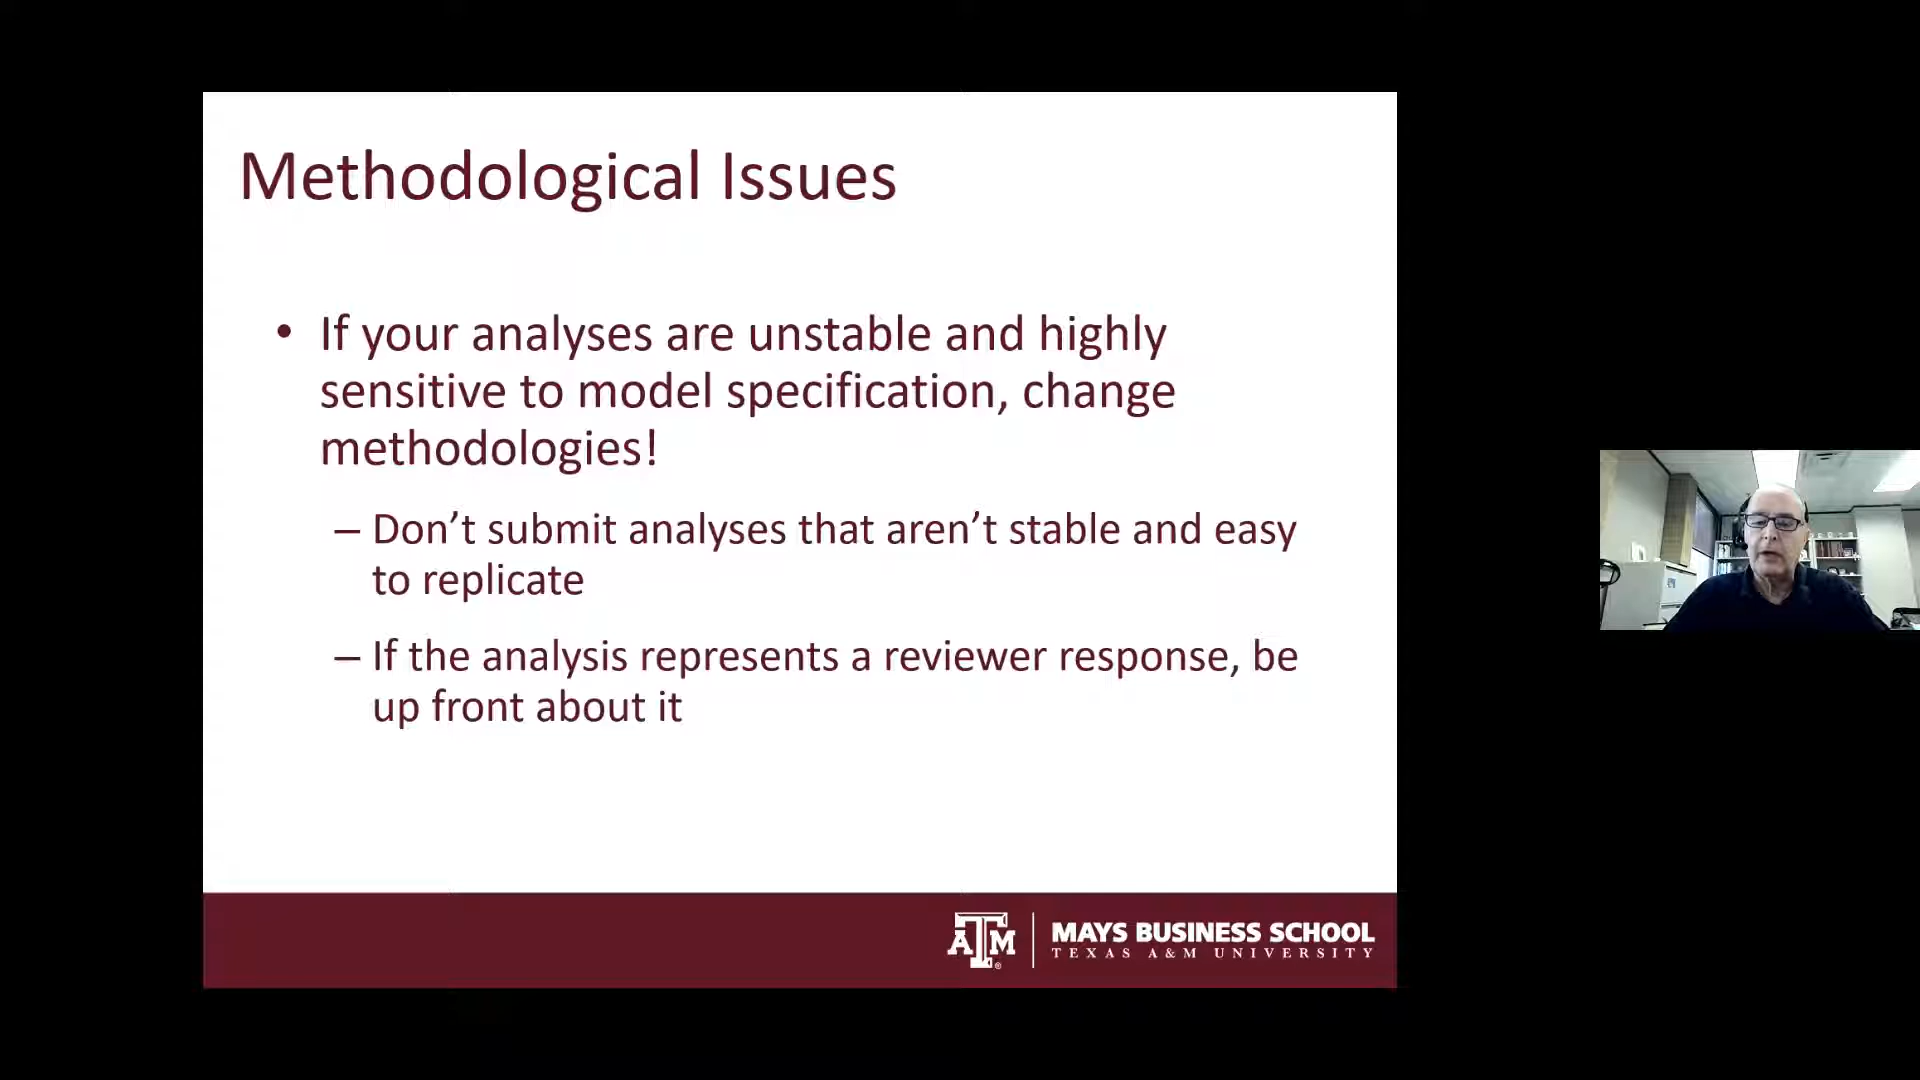 Methodological Issues
• If your analyses are unstable and highly
sensitive to model specification, change
methodologies!
– Don’t submit analyses that aren’t stable and easy
to replicate
– If the analysis represents a reviewer response, be
up front about it
ATM ®
MAYS BUSINESS SCHOOL
TEXAS A&M UNIVERSITY